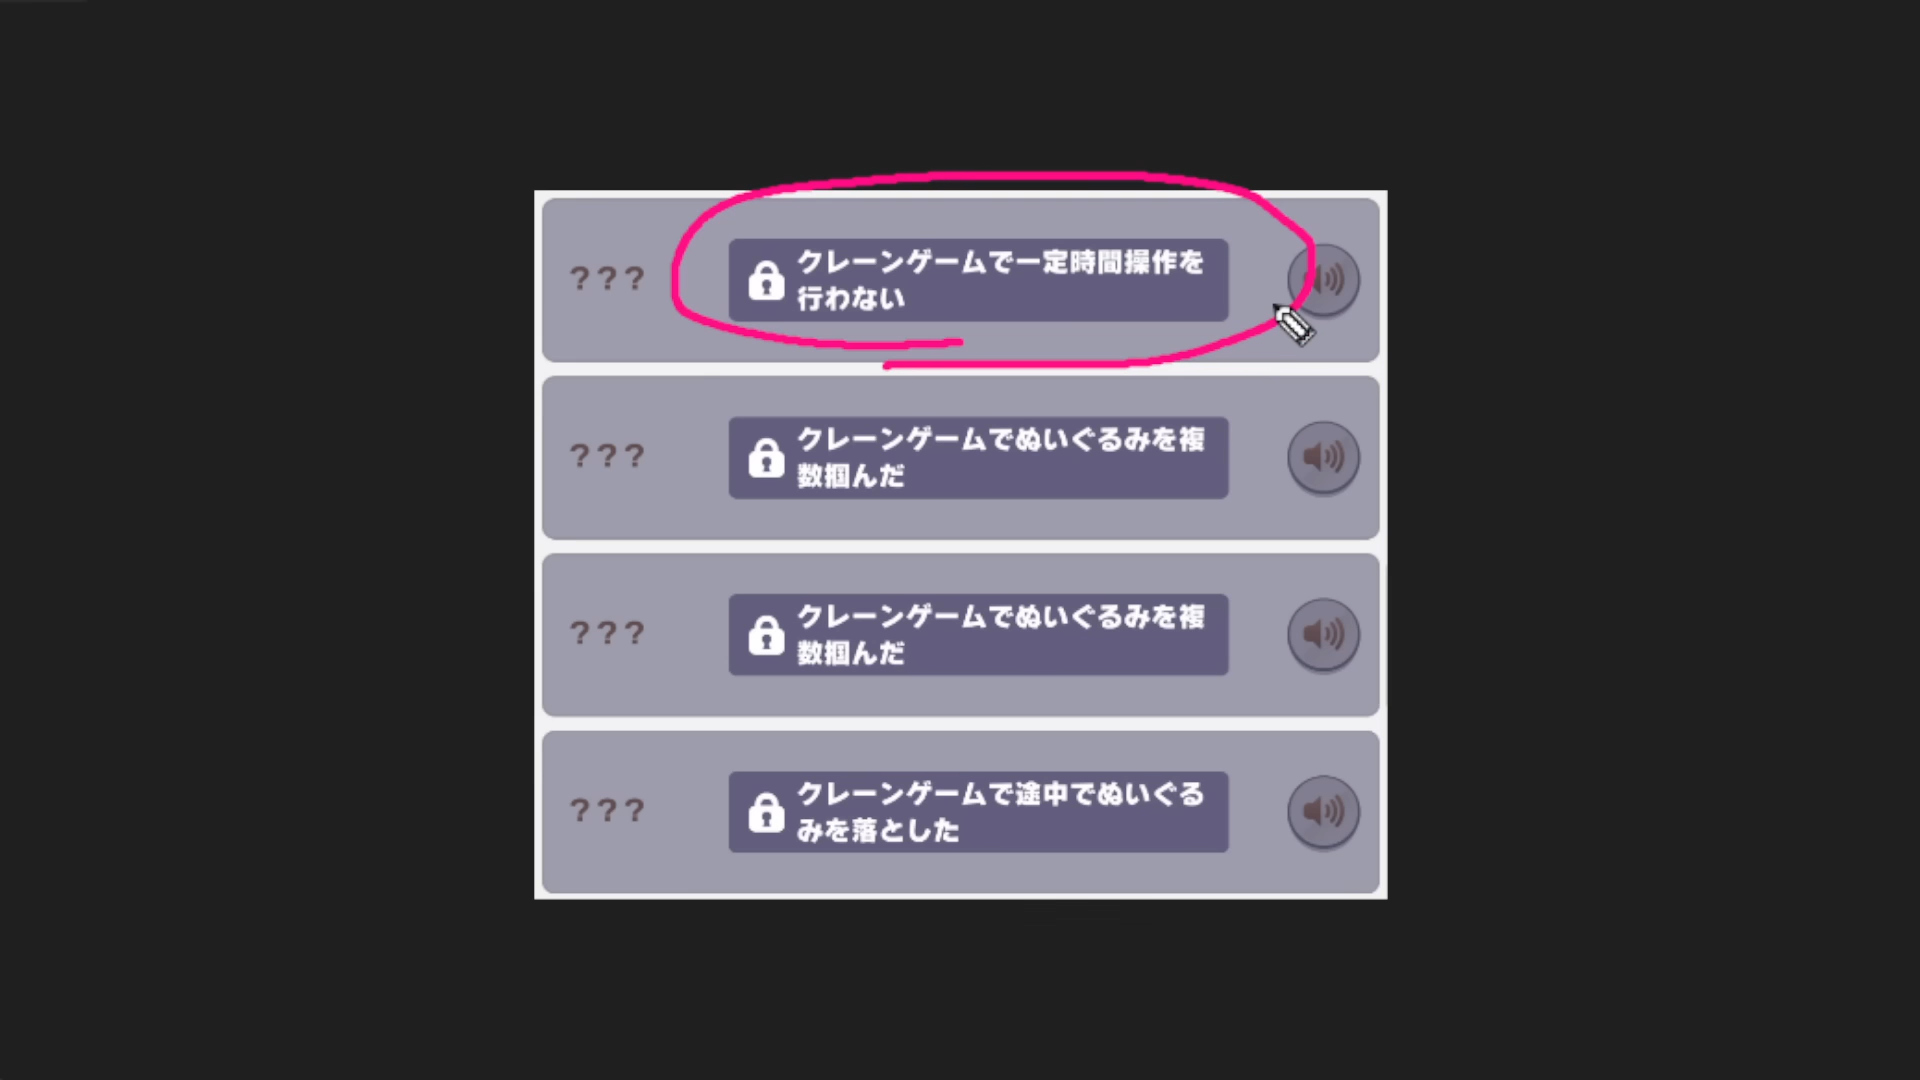 ???
クレーンゲームで一定時間操作を
行わない
???
クレーンゲームでぬいぐるみを複
数掴んだ
???
クレーンゲームでぬいぐるみを複
数掴んだ
???
クレーンゲームで途中でぬいぐる
みを落とした